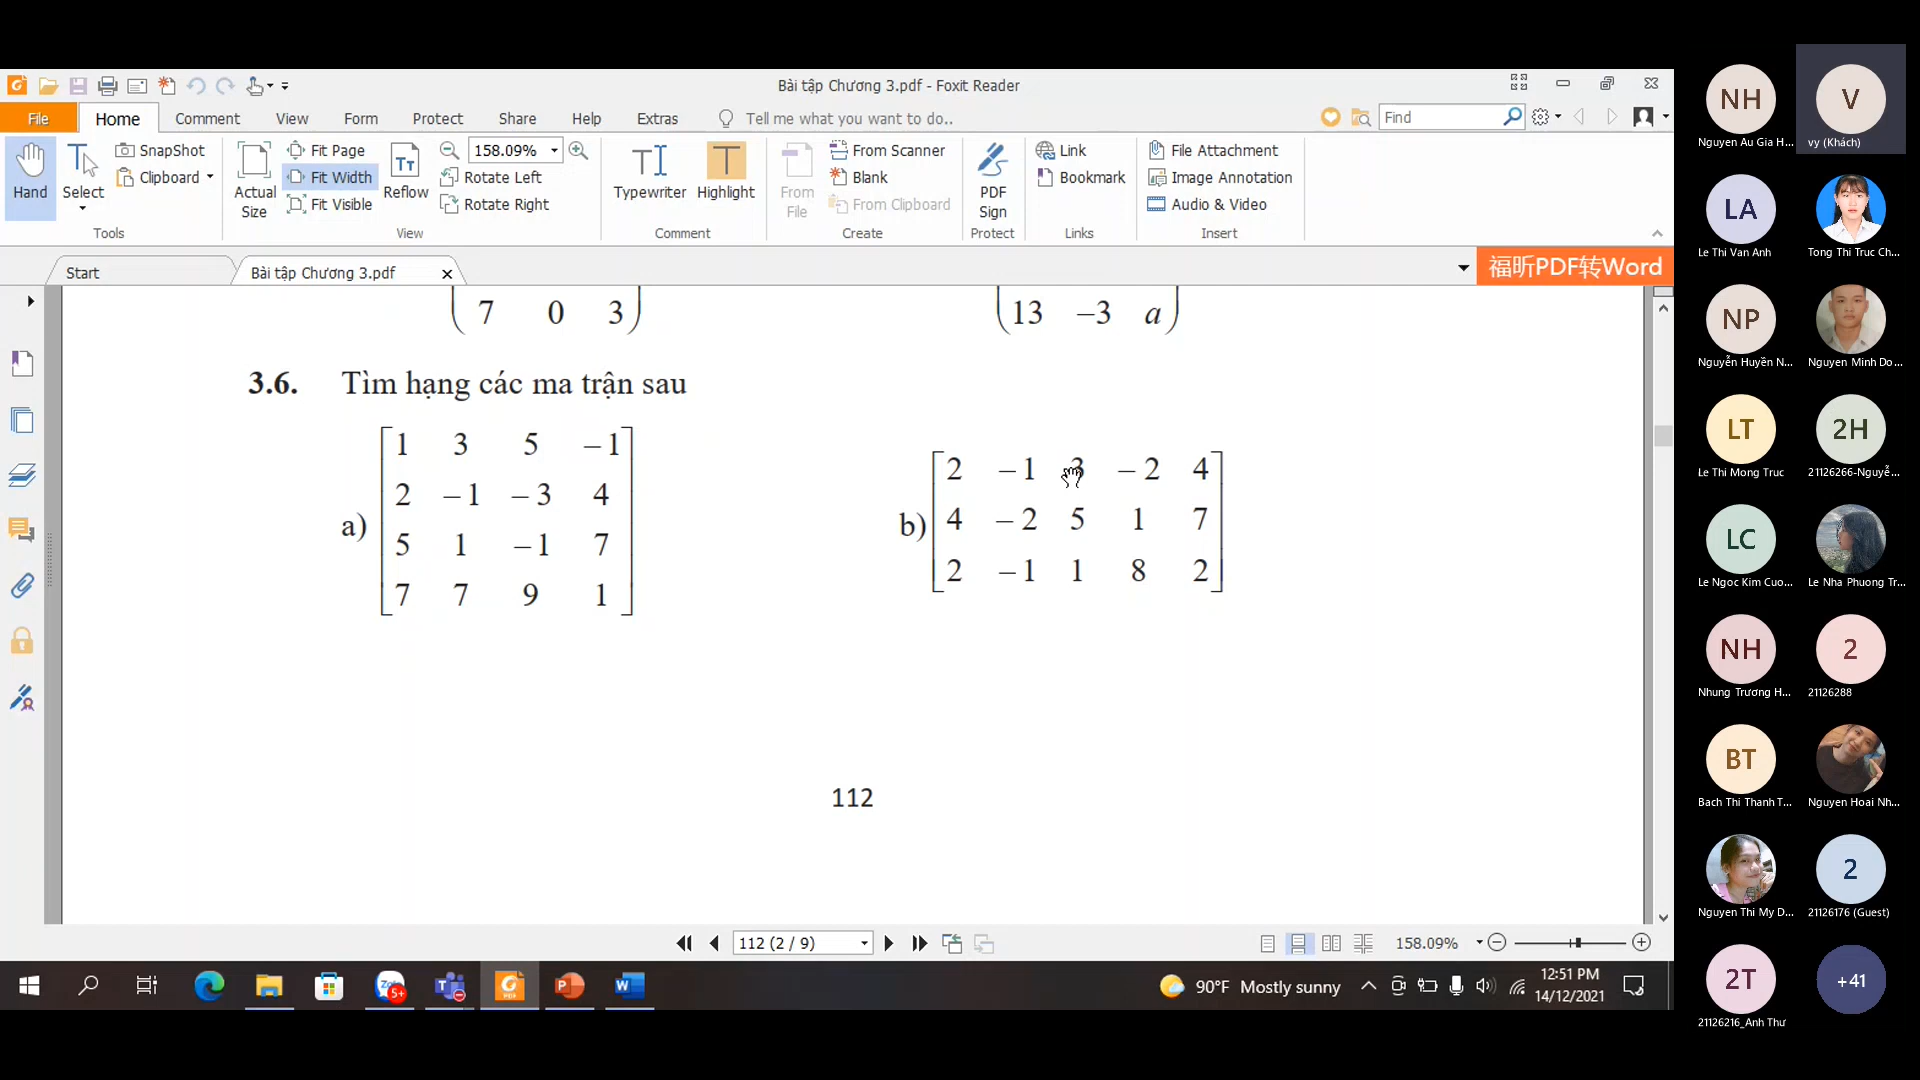 Bài tập Chương 3.pdf - Foxit Reader
File Home Comment View Form Protect Share Help Extras Tell me what you want to do.. Find
Hand Select SnapShot Clipboard Actual Size Fit Page Fit Width Fit Visible Reflow 158.09% Rotate Left Rotate Right Typewriter Highlight From File From Scanner Blank From Clipboard PDF Sign Link Bookmark File Attachment Image Annotation Audio & Video
Tools View Comment Create Protect Links Insert
Start Bài tập Chương 3.pdf 福昕PDF转Word
7 0 3
13 −3 a
3.6. Tìm hạng các ma trận sau
a)
1 3 5 −1
2 −1 −3 4
5 1 −1 7
7 7 9 1
b)
2 −1 3 −2 4
4 −2 5 1 7
2 −1 1 8 2
112
112 (2 / 9) 158.09%
90°F Mostly sunny 12:51 PM
14/12/2021
5+
NH V
Nguyen Au Gia H... vy (Khách)
LA
Le Thi Van Anh Tong Thi Truc Ch...
NP
Nguyễn Huyền N... Nguyen Minh Do...
LT 2H
Le Thi Mong Truc 21126266-Nguyễ...
LC
Le Ngoc Kim Cuo... Le Nha Phuong Tr...
NH 2
Nhung Trương H... 21126288
BT
Bach Thi Thanh T... Nguyen Hoai Nh...
2
Nguyen Thi My D... 21126176 (Guest)
2T +41
21126216_Anh Thư